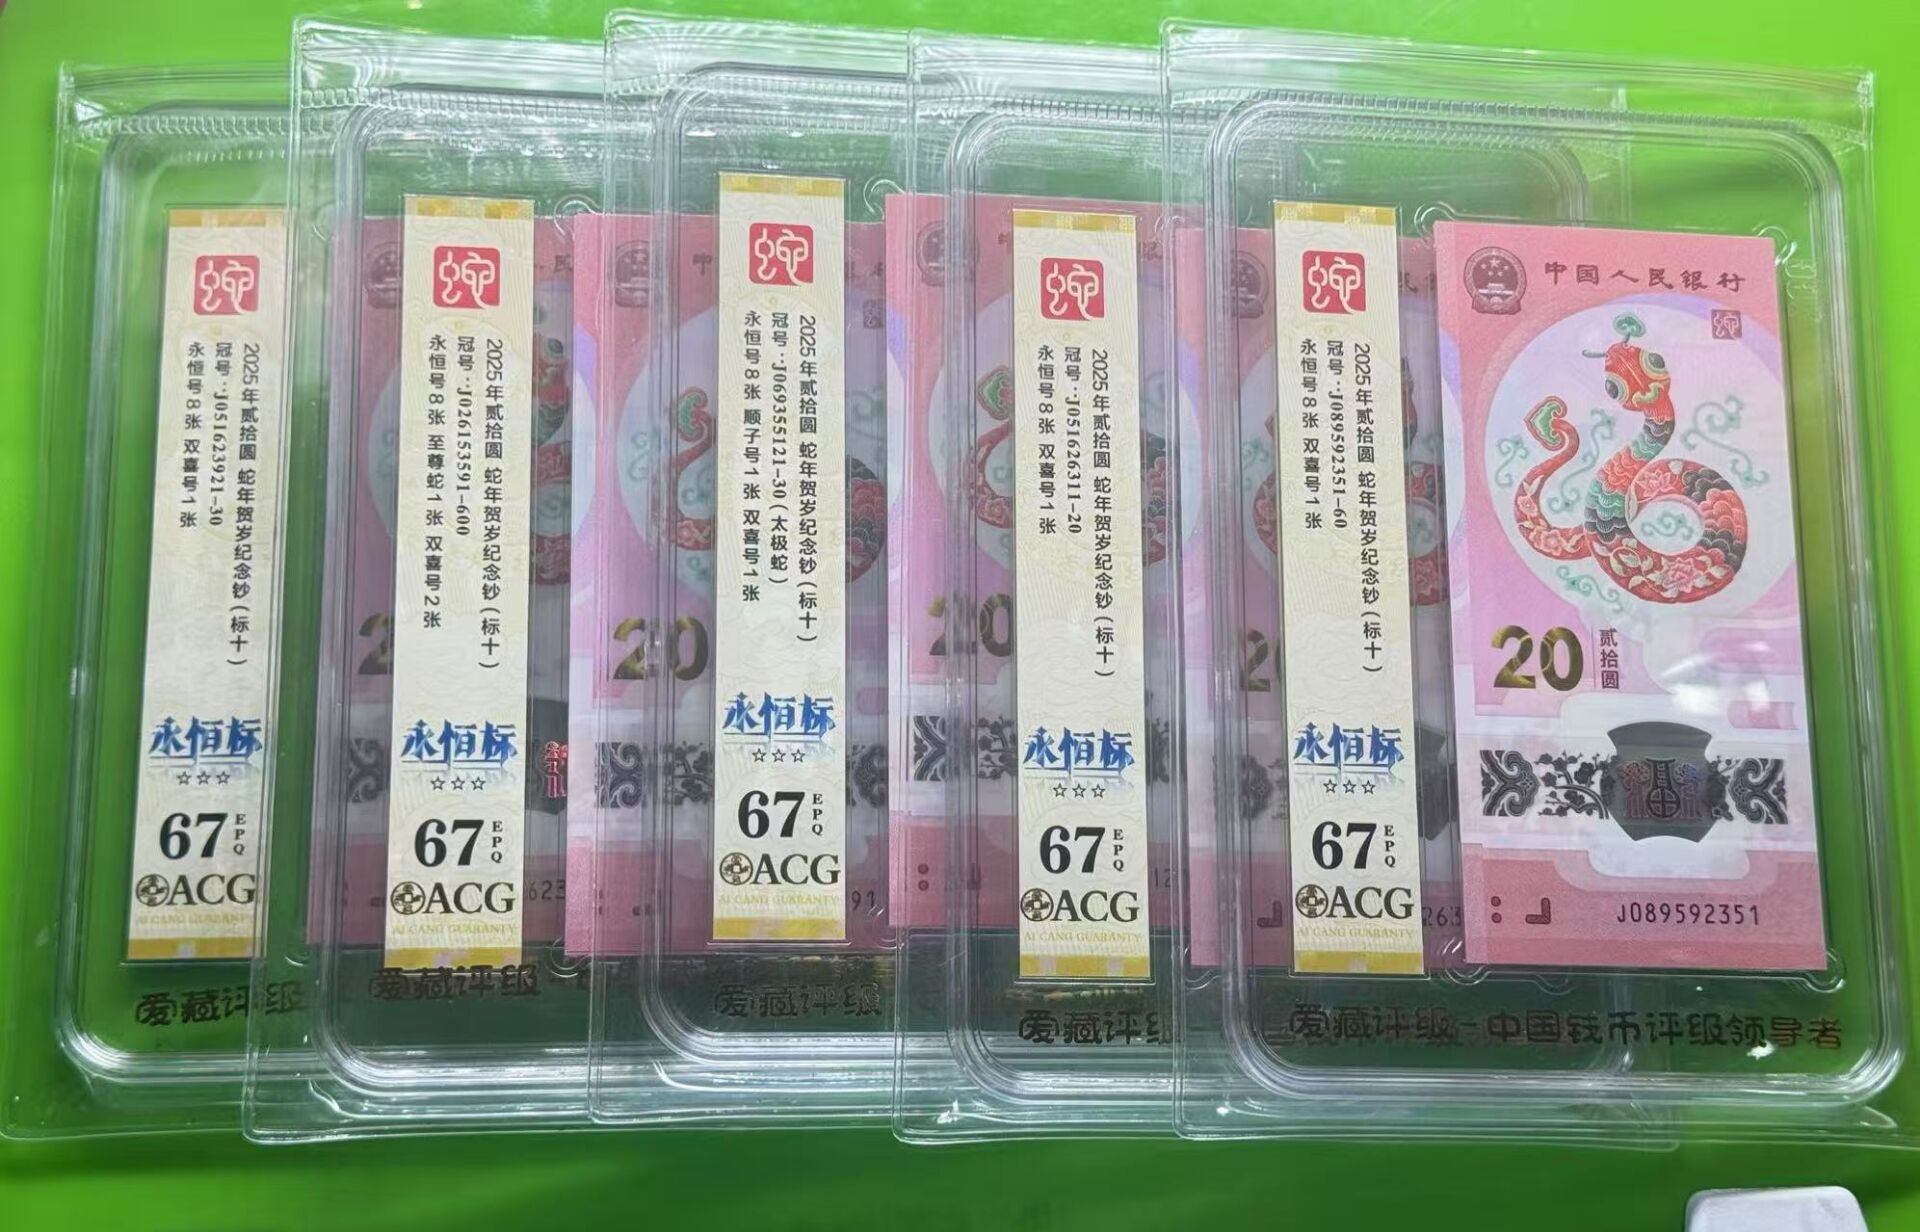 蛇
2025年贰拾圆 蛇年贺岁纪念钞(标十)
冠号:J051623921-30
永恒号8张 双喜号1张
永恒标
☆☆☆
67 EPQ
ACG
AI CANG GUARANTY
爱藏评级
蛇
2025年贰拾圆 蛇年贺岁纪念钞(标十)
冠号:J026153591-600
永恒号8张 至尊蛇1张 双喜号2张
永恒标
☆☆☆
67 EPQ
ACG
AI CANG GUARANTY
爱藏评级-
20
蛇
2025年贰拾圆 蛇年贺岁纪念钞(标十)
冠号:J069355121-30(太极蛇)
永恒号8张 顺子号1张 双喜号1张
永恒标
☆☆☆
67 EPQ
ACG
AI CANG GUARANTY
爱藏评级
20
蛇
2025年贰拾圆 蛇年贺岁纪念钞(标十)
冠号:J051626311-20
永恒号8张 双喜号1张
永恒标
☆☆☆
67 EPQ
ACG
AI CANG GUARANTY
爱藏评级
蛇
2025年贰拾圆 蛇年贺岁纪念钞(标十)
冠号:J089592351-60
永恒号8张 双喜号1张
永恒标
☆☆☆
67 EPQ
ACG
AI CANG GUARANTY
中国人民银行
蛇
20 贰拾圆
福
J089592351
爱藏评级-中国钱币评级领导者